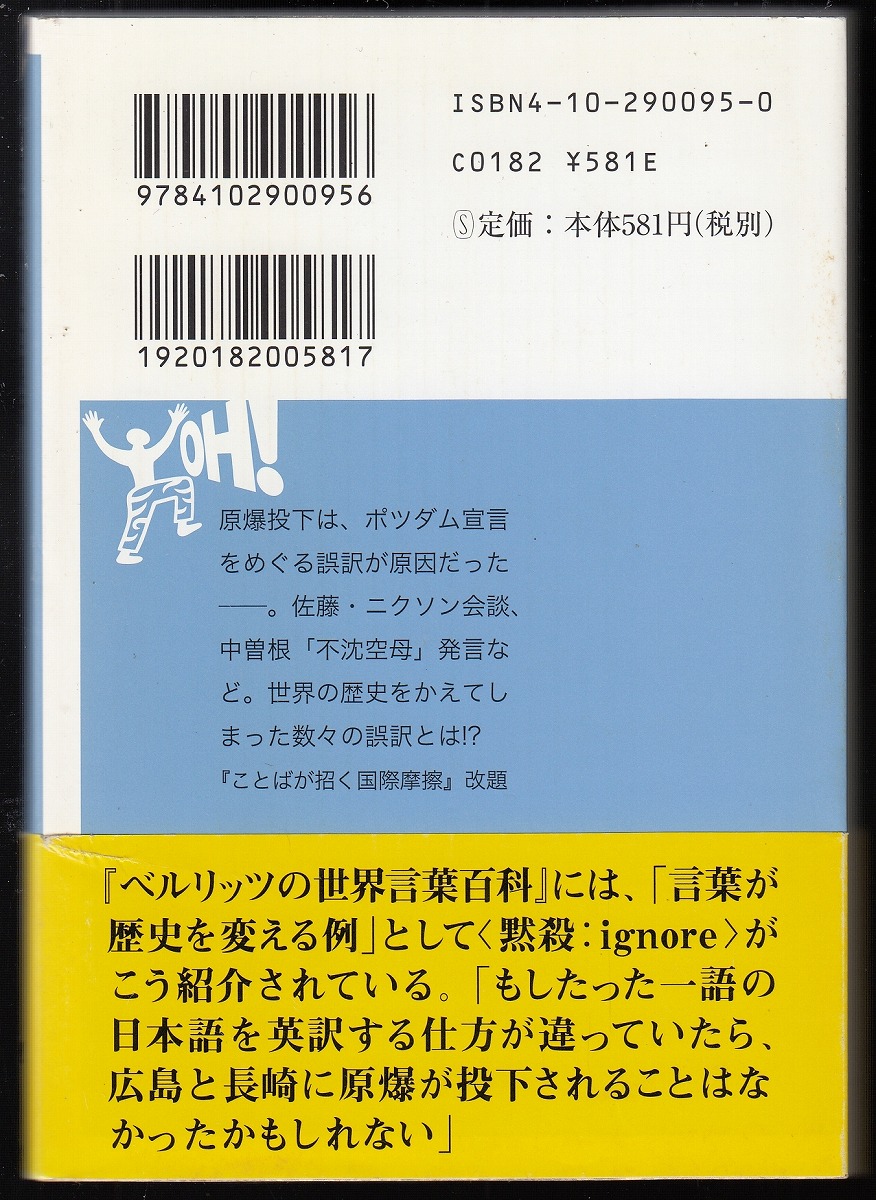 ISBN4-10-290095-0
9784102900956
C0182 ¥581E
Ⓢ定価：本体581円(税別)
1920182005817
OH!
原爆投下は、ポツダム宣言
をめぐる誤訳が原因だった
――。佐藤・ニクソン会談、
中曽根「不沈空母」発言な
ど。世界の歴史をかえてし
まった数々の誤訳とは!?
『ことばが招く国際摩擦』改題
『ベルリッツの世界言葉百科』には、「言葉が
歴史を変える例」として〈黙殺：ignore〉が
こう紹介されている。「もしたった一語の
日本語を英訳する仕方が違っていたら、
広島と長崎に原爆が投下されることはな
かったかもしれない」